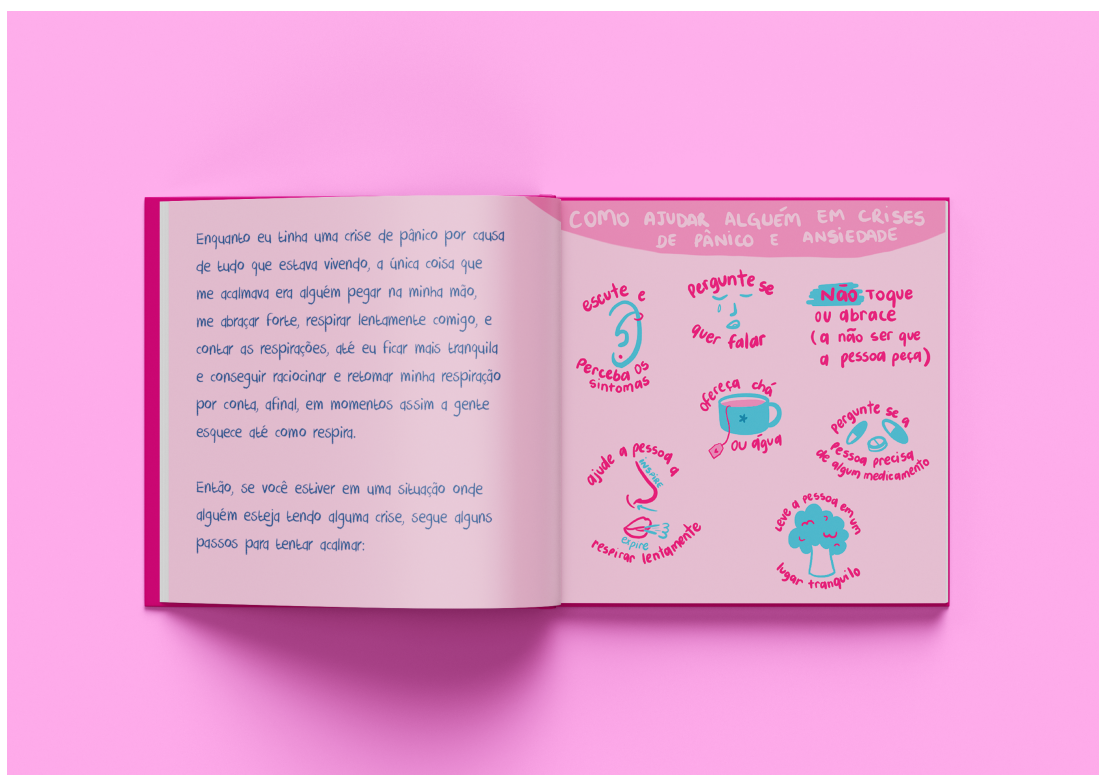 Enquanto eu tinha uma crise de pânico por causa
de tudo que estava vivendo, a única coisa que
me acalmava era alguém pegar na minha mão,
me abraçar forte, respirar lentamente comigo, e
contar as respirações, até eu ficar mais tranquila
e conseguir raciocinar e retomar minha respiração
por conta, afinal, em momentos assim a gente
esquece até como respira.
Então, se você estiver em uma situação onde
alguém esteja tendo alguma crise, segue alguns
passos para tentar acalmar:
COMO AJUDAR ALGUÉM EM CRISES
DE PÂNICO E ANSIEDADE
escute e
perceba os
sintomas
pergunte se
quer falar
NÃO TOQUE
OU abrace
(a não ser que
a pessoa peça)
ofereça chá
ou água
pergunte se a
pessoa precisa
de algum medicamento
ajude a pessoa a
inspire
expire
respirar lentamente
leve a pessoa em um
lugar tranquilo